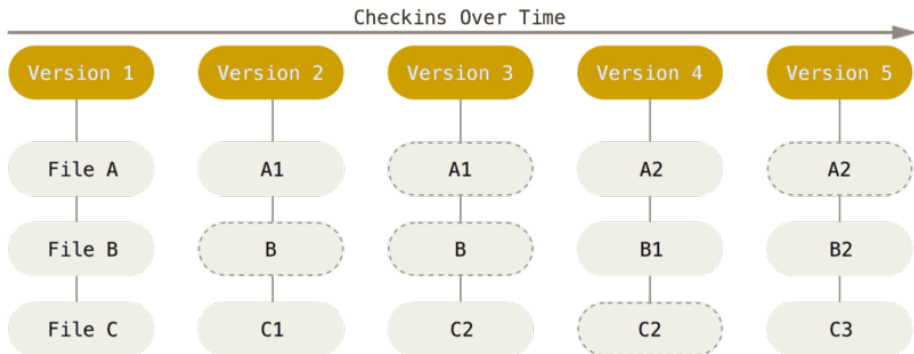 Checkins Over Time
Version 1 Version 2 Version 3 Version 4 Version 5
File A A1 A1 A2 A2
File B B B B1 B2
File C C1 C2 C2 C3